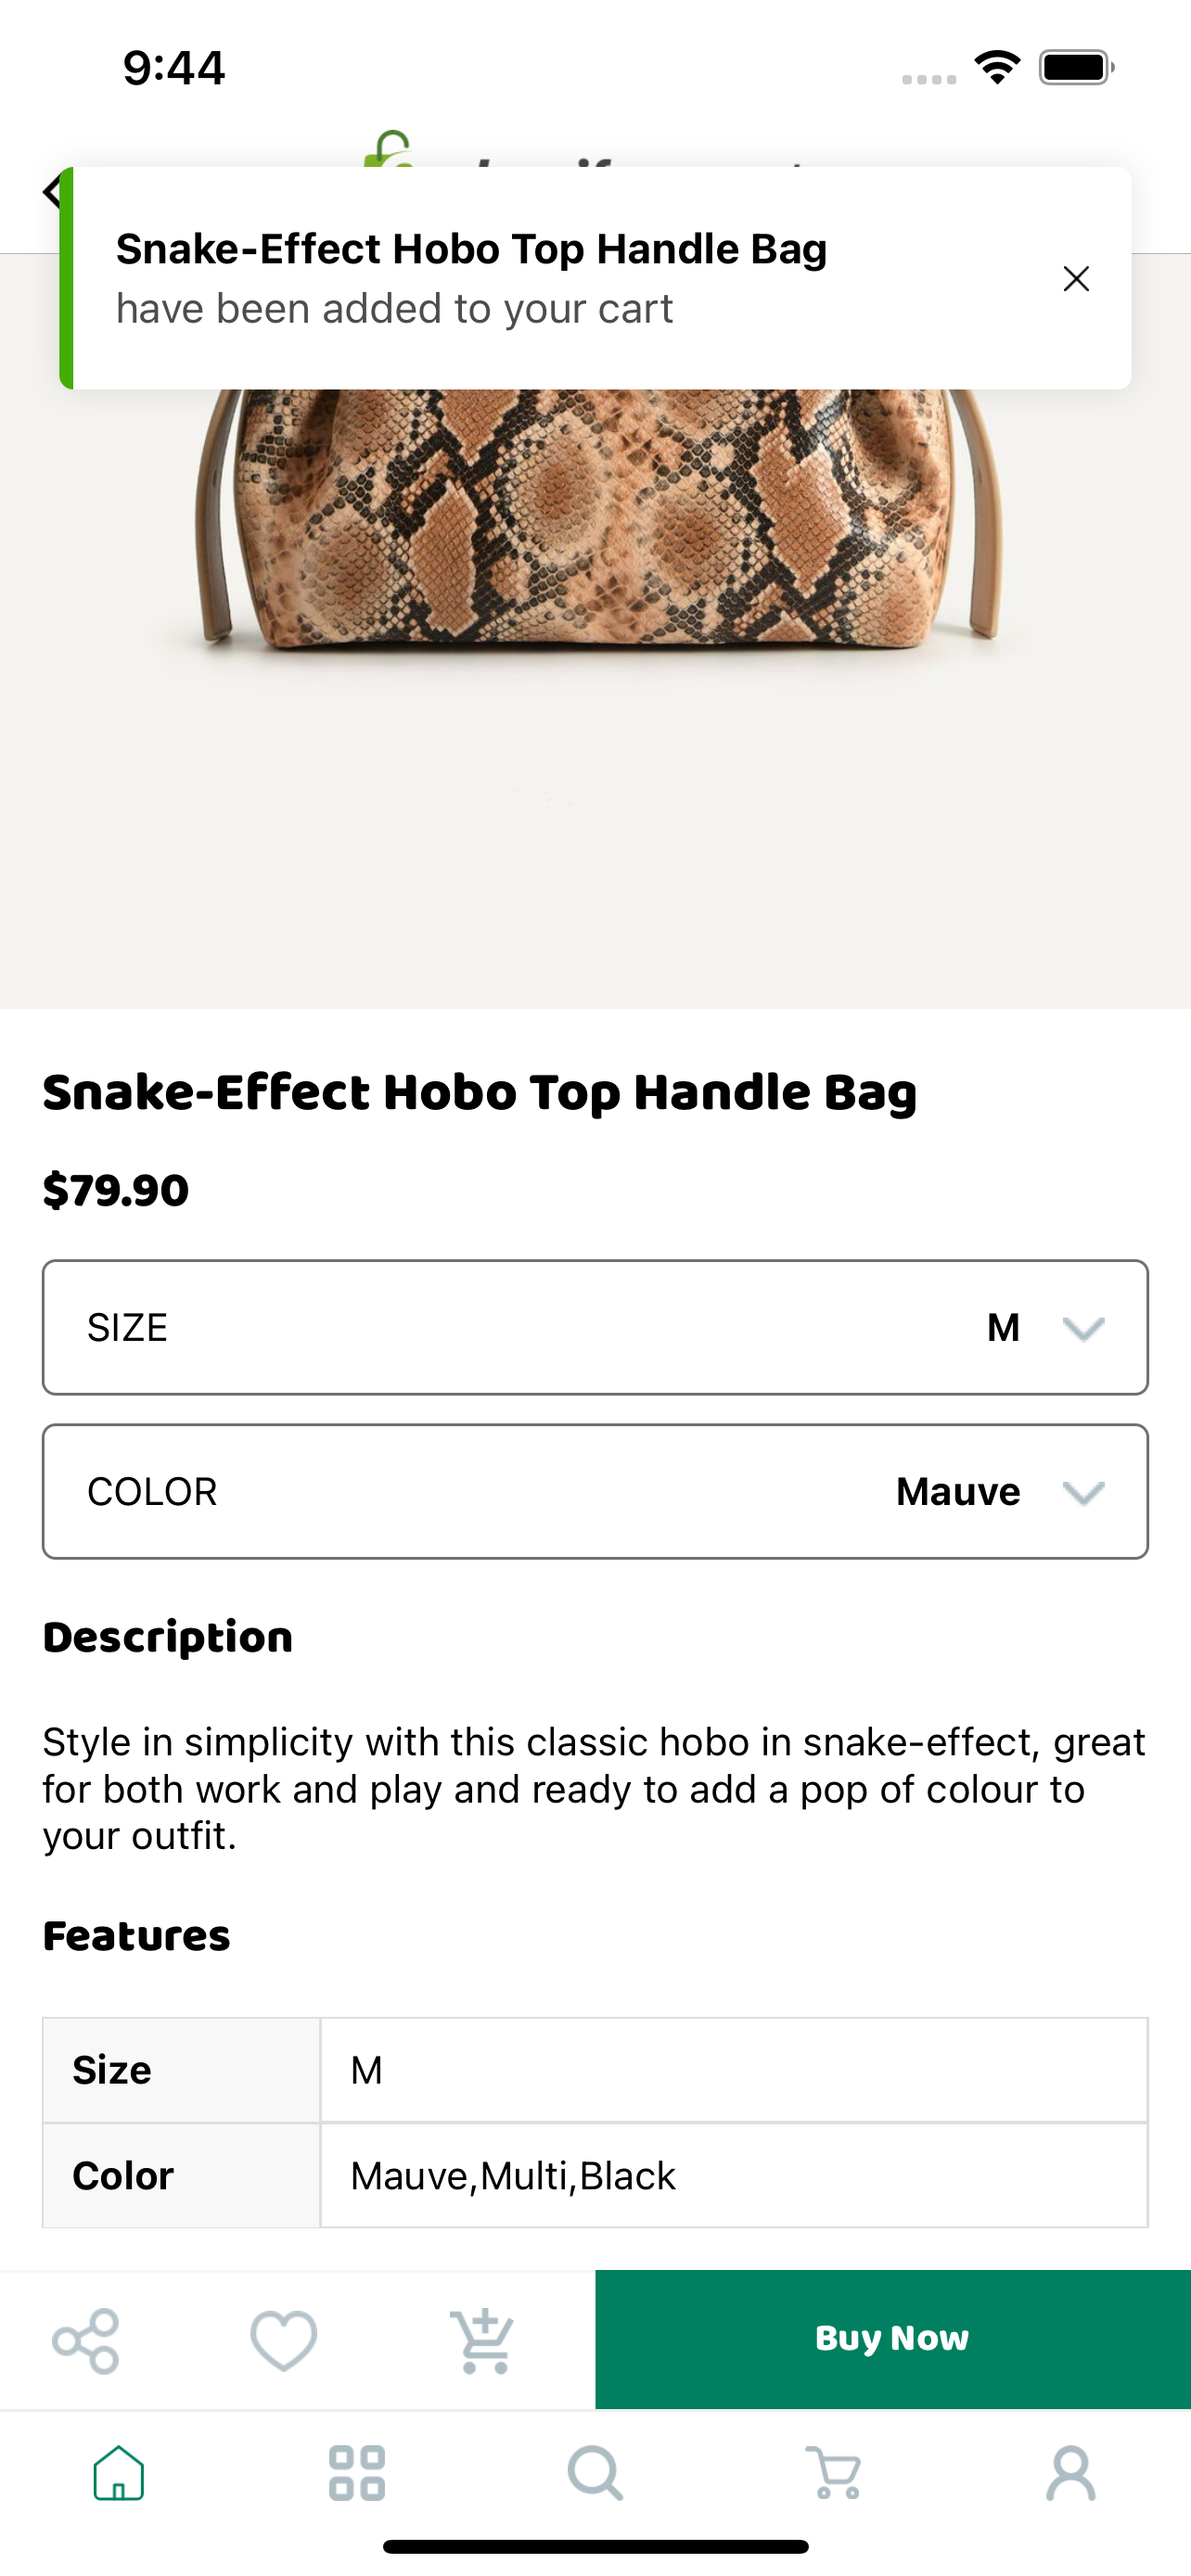 9:44
Snake-Effect Hobo Top Handle Bag
have been added to your cart
Snake-Effect Hobo Top Handle Bag
$79.90
SIZE M
COLOR Mauve
Description
Style in simplicity with this classic hobo in snake-effect, great
for both work and play and ready to add a pop of colour to
your outfit.
Features
Size M
Color Mauve,Multi,Black
Buy Now